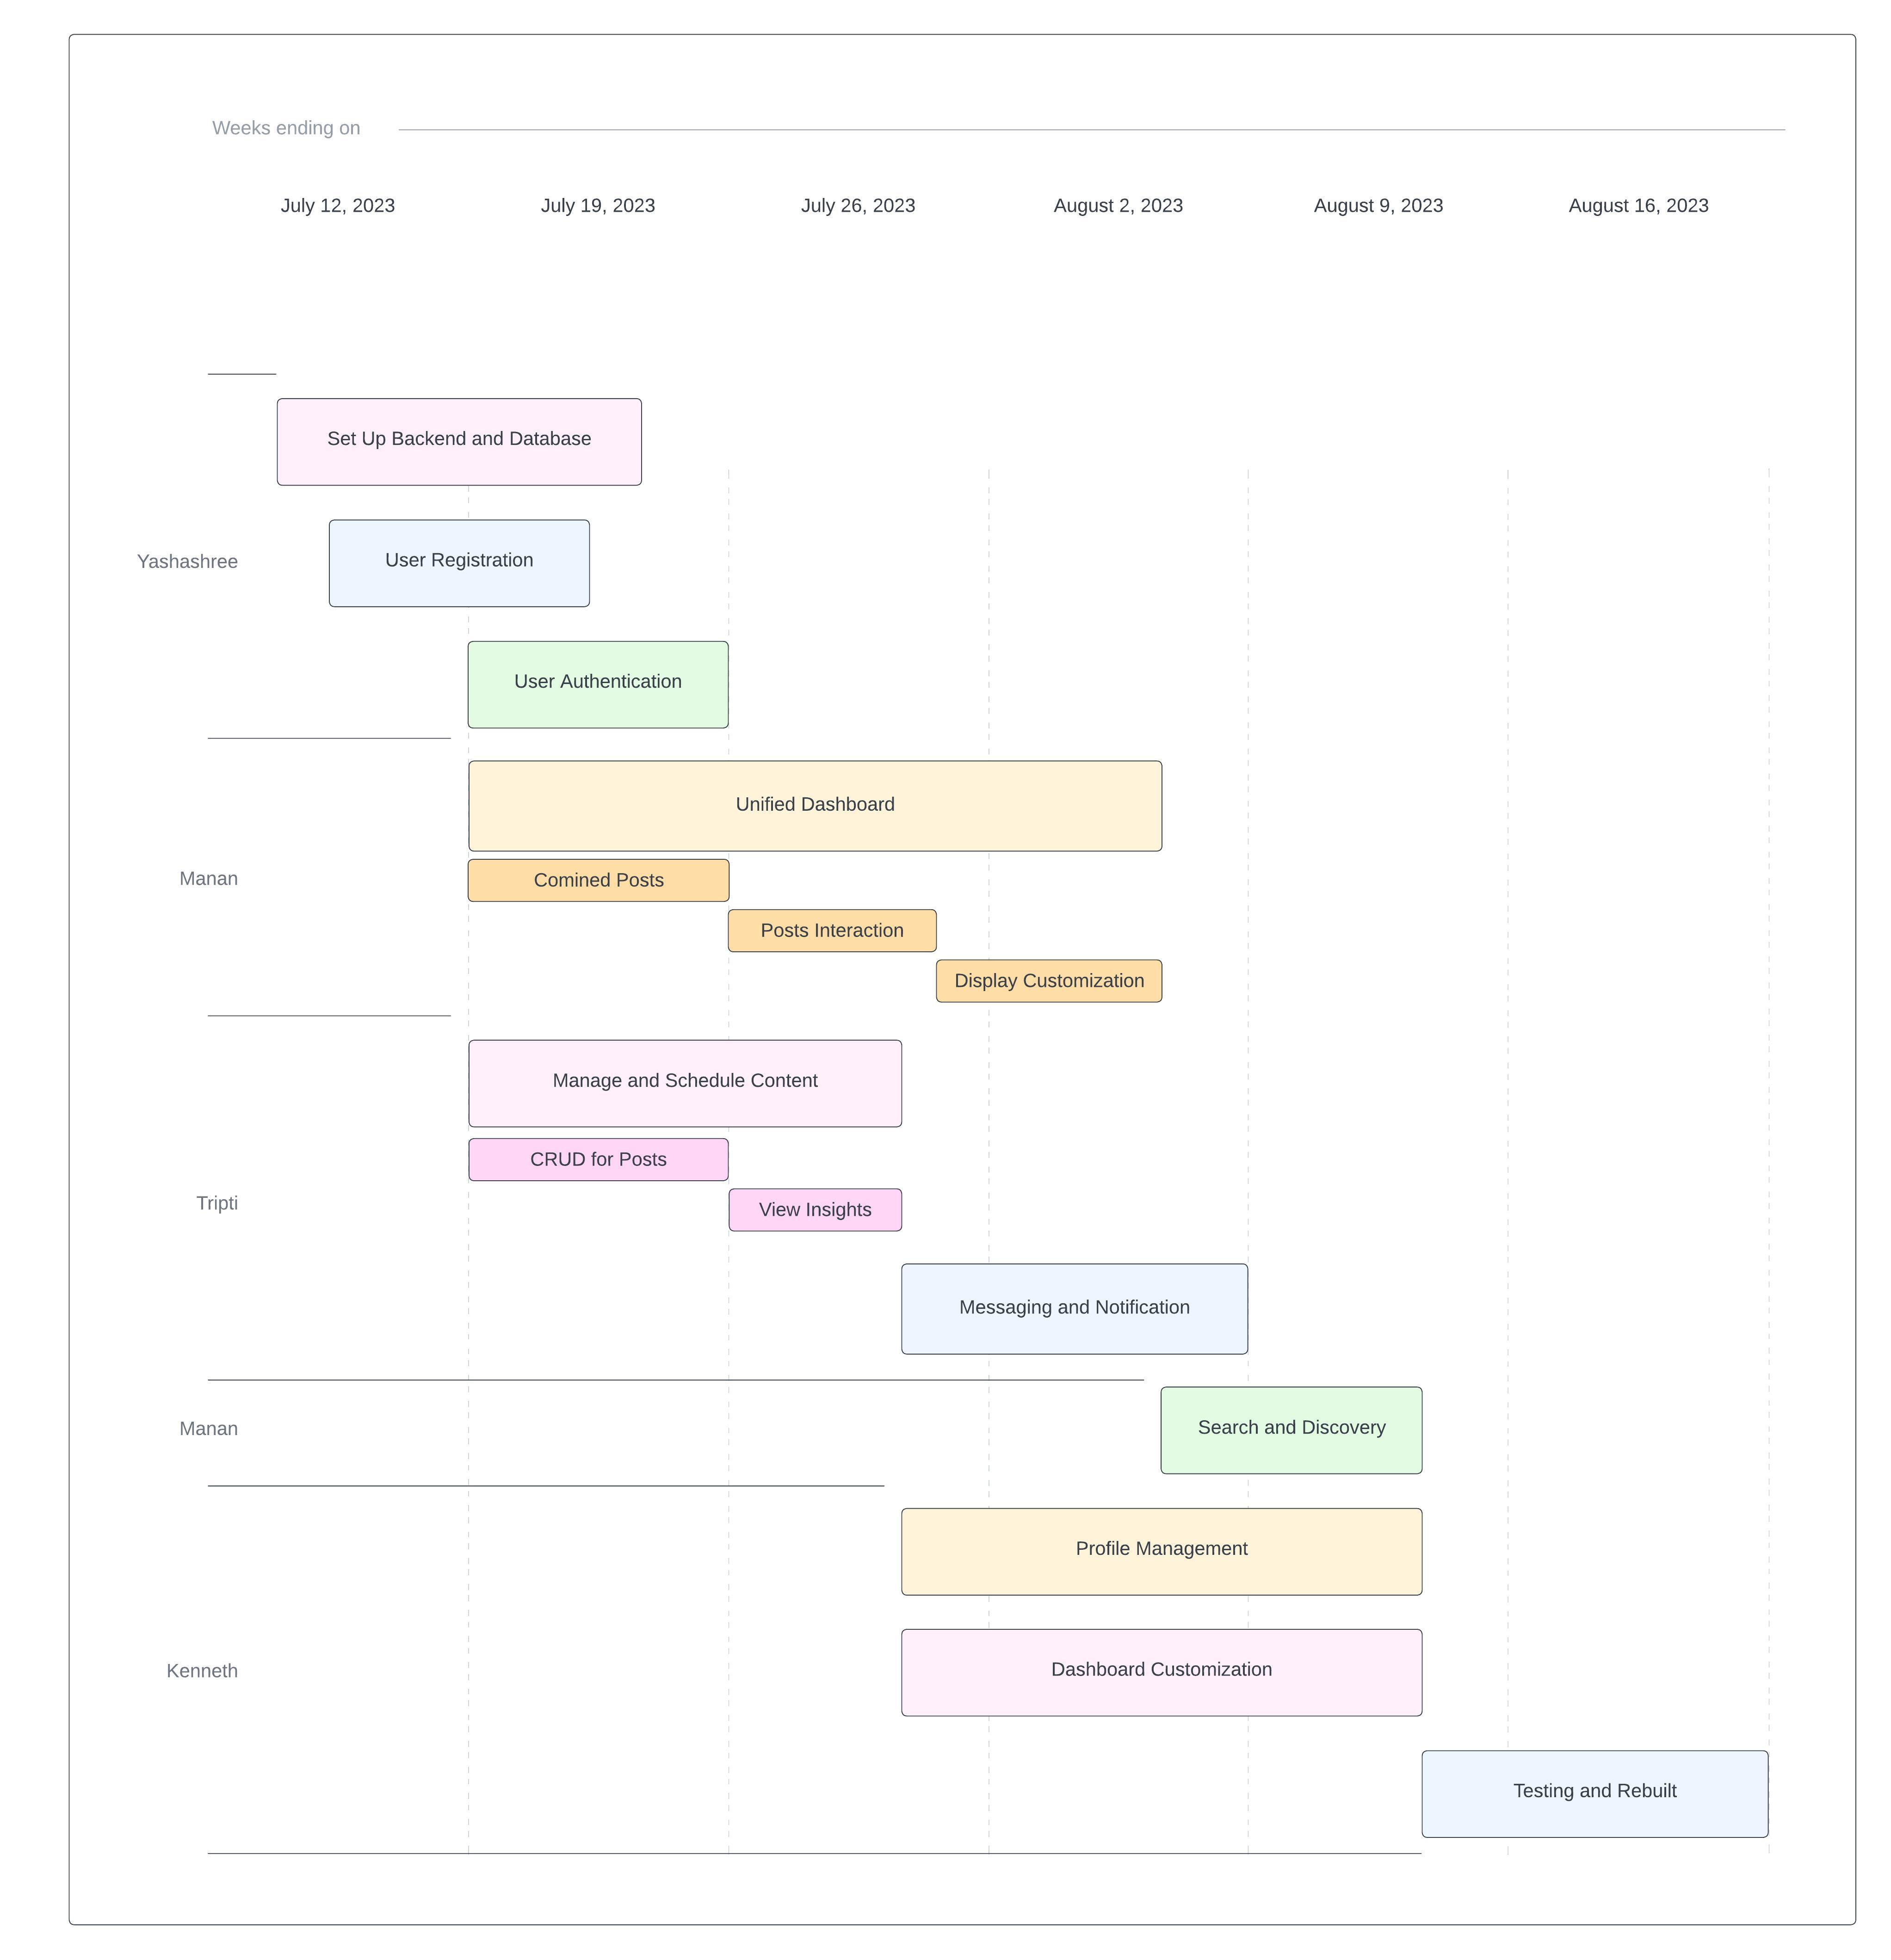 Weeks ending on
July 12, 2023
July 19, 2023
July 26, 2023
August 2, 2023
August 9, 2023
August 16, 2023
Set Up Backend and Database
Yashashree
User Registration
User Authentication
Unified Dashboard
Manan
Comined Posts
Posts Interaction
Display Customization
Manage and Schedule Content
CRUD for Posts
Tripti
View Insights
Messaging and Notification
Manan
Search and Discovery
Profile Management
Kenneth
Dashboard Customization
Testing and Rebuilt